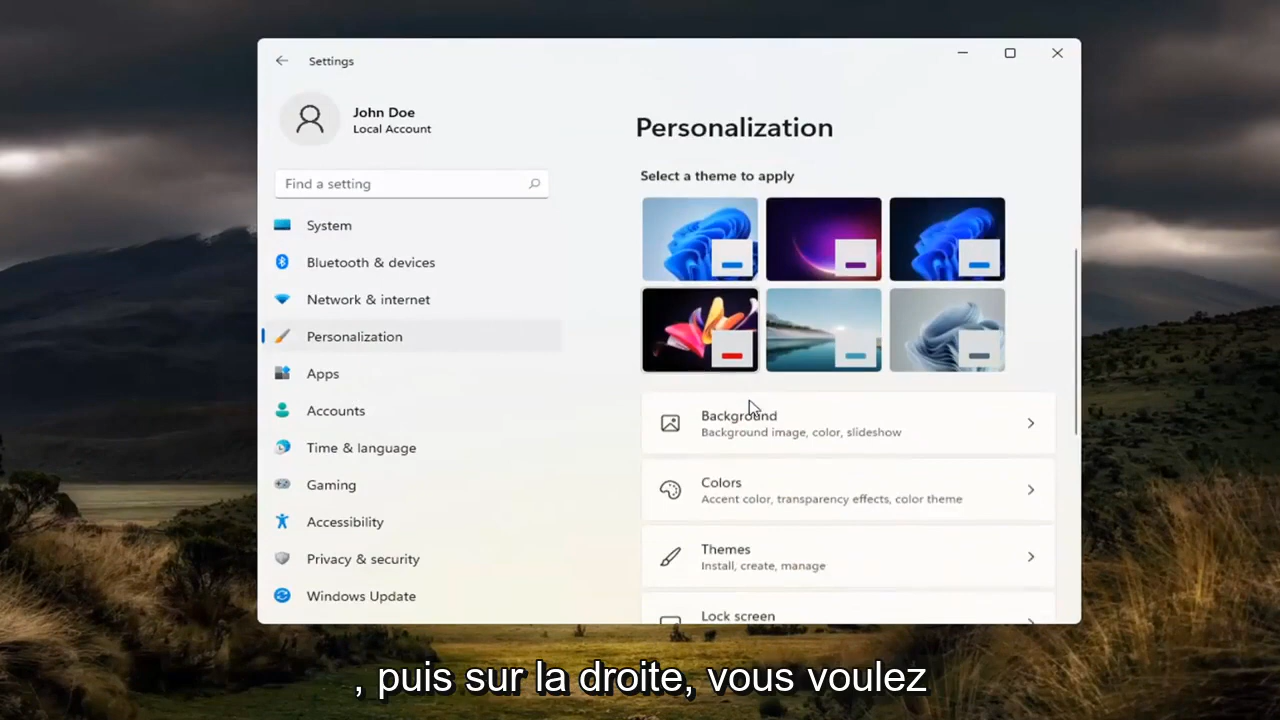 Settings
John Doe
Local Account
Find a setting
System
Bluetooth & devices
Network & internet
Personalization
Apps
Accounts
Time & language
Gaming
Accessibility
Privacy & security
Windows Update
Personalization
Select a theme to apply
Background
Background image, color, slideshow
Colors
Accent color, transparency effects, color theme
Themes
Install, create, manage
Lock screen
, puis sur la droite, vous voulez